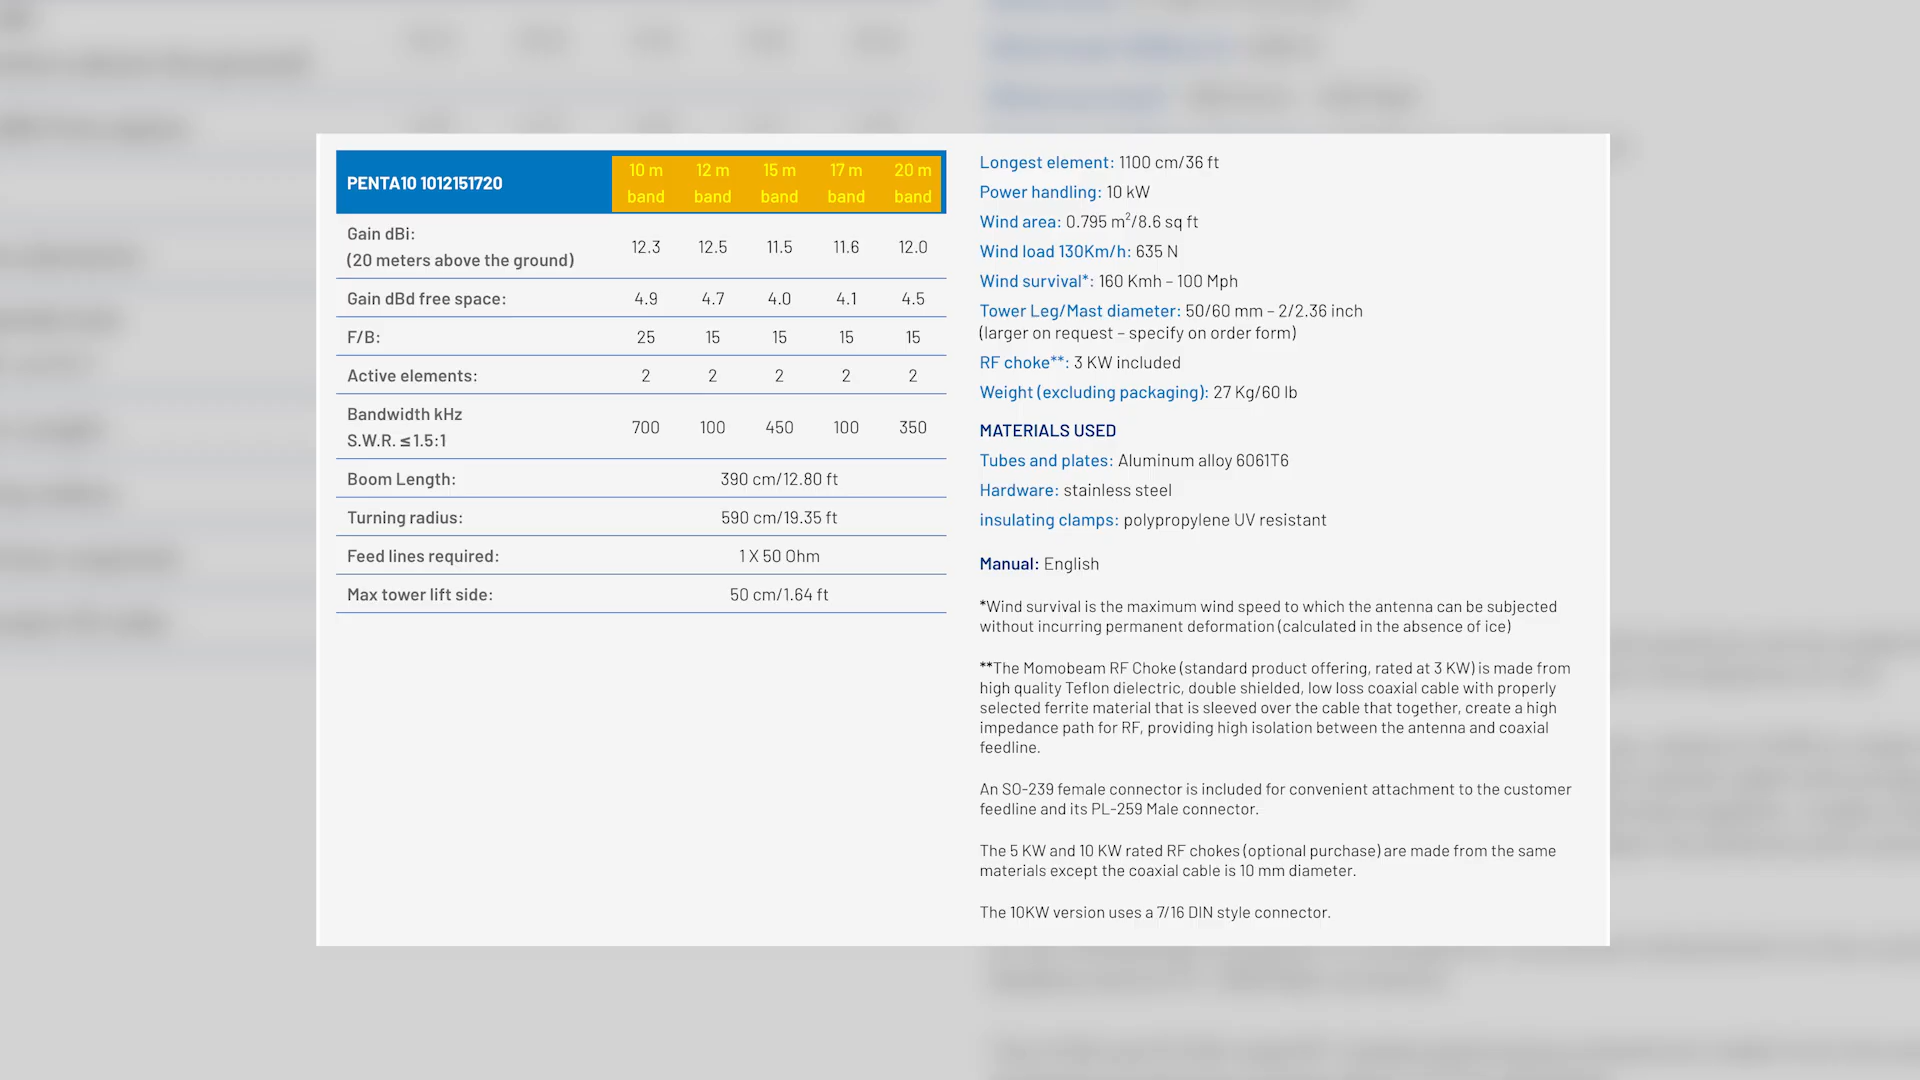 PENTA10 1012151720
10 m band 12 m band 15 m band 17 m band 20 m band
Gain dBi:
(20 meters above the ground) 12.3 12.5 11.5 11.6 12.0
Gain dBd free space: 4.9 4.7 4.0 4.1 4.5
F/B: 25 15 15 15 15
Active elements: 2 2 2 2 2
Bandwidth kHz
S.W.R. ≤ 1.5:1 700 100 450 100 350
Boom Length: 390 cm/12.80 ft
Turning radius: 590 cm/19.35 ft
Feed lines required: 1 X 50 Ohm
Max tower lift side: 50 cm/1.64 ft
Longest element: 1100 cm/36 ft
Power handling: 10 kW
Wind area: 0.795 m²/8.6 sq ft
Wind load 130Km/h: 635 N
Wind survival*: 160 Kmh – 100 Mph
Tower Leg/Mast diameter: 50/60 mm – 2/2.36 inch
(larger on request – specify on order form)
RF choke**: 3 KW included
Weight (excluding packaging): 27 Kg/60 lb
MATERIALS USED
Tubes and plates: Aluminum alloy 6061T6
Hardware: stainless steel
insulating clamps: polypropylene UV resistant
Manual: English
*Wind survival is the maximum wind speed to which the antenna can be subjected
without incurring permanent deformation (calculated in the absence of ice)
**The Momobeam RF Choke (standard product offering, rated at 3 KW) is made from
high quality Teflon dielectric, double shielded, low loss coaxial cable with properly
selected ferrite material that is sleeved over the cable that together, create a high
impedance path for RF, providing high isolation between the antenna and coaxial
feedline.
An SO-239 female connector is included for convenient attachment to the customer
feedline and its PL-259 Male connector.
The 5 KW and 10 KW rated RF chokes (optional purchase) are made from the same
materials except the coaxial cable is 10 mm diameter.
The 10KW version uses a 7/16 DIN style connector.